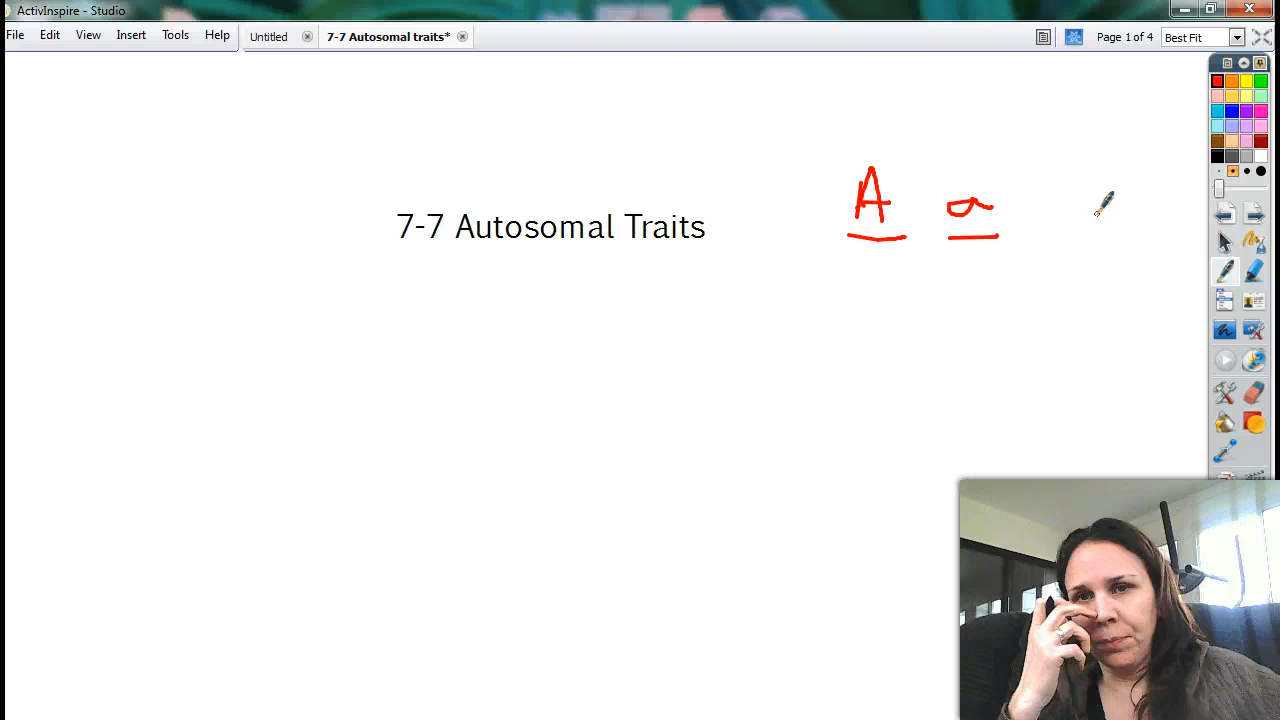 ActivInspire - Studio
File Edit View Insert Tools Help Untitled 7-7 Autosomal traits* Page 1 of 4 Best Fit
A a
7-7 Autosomal Traits